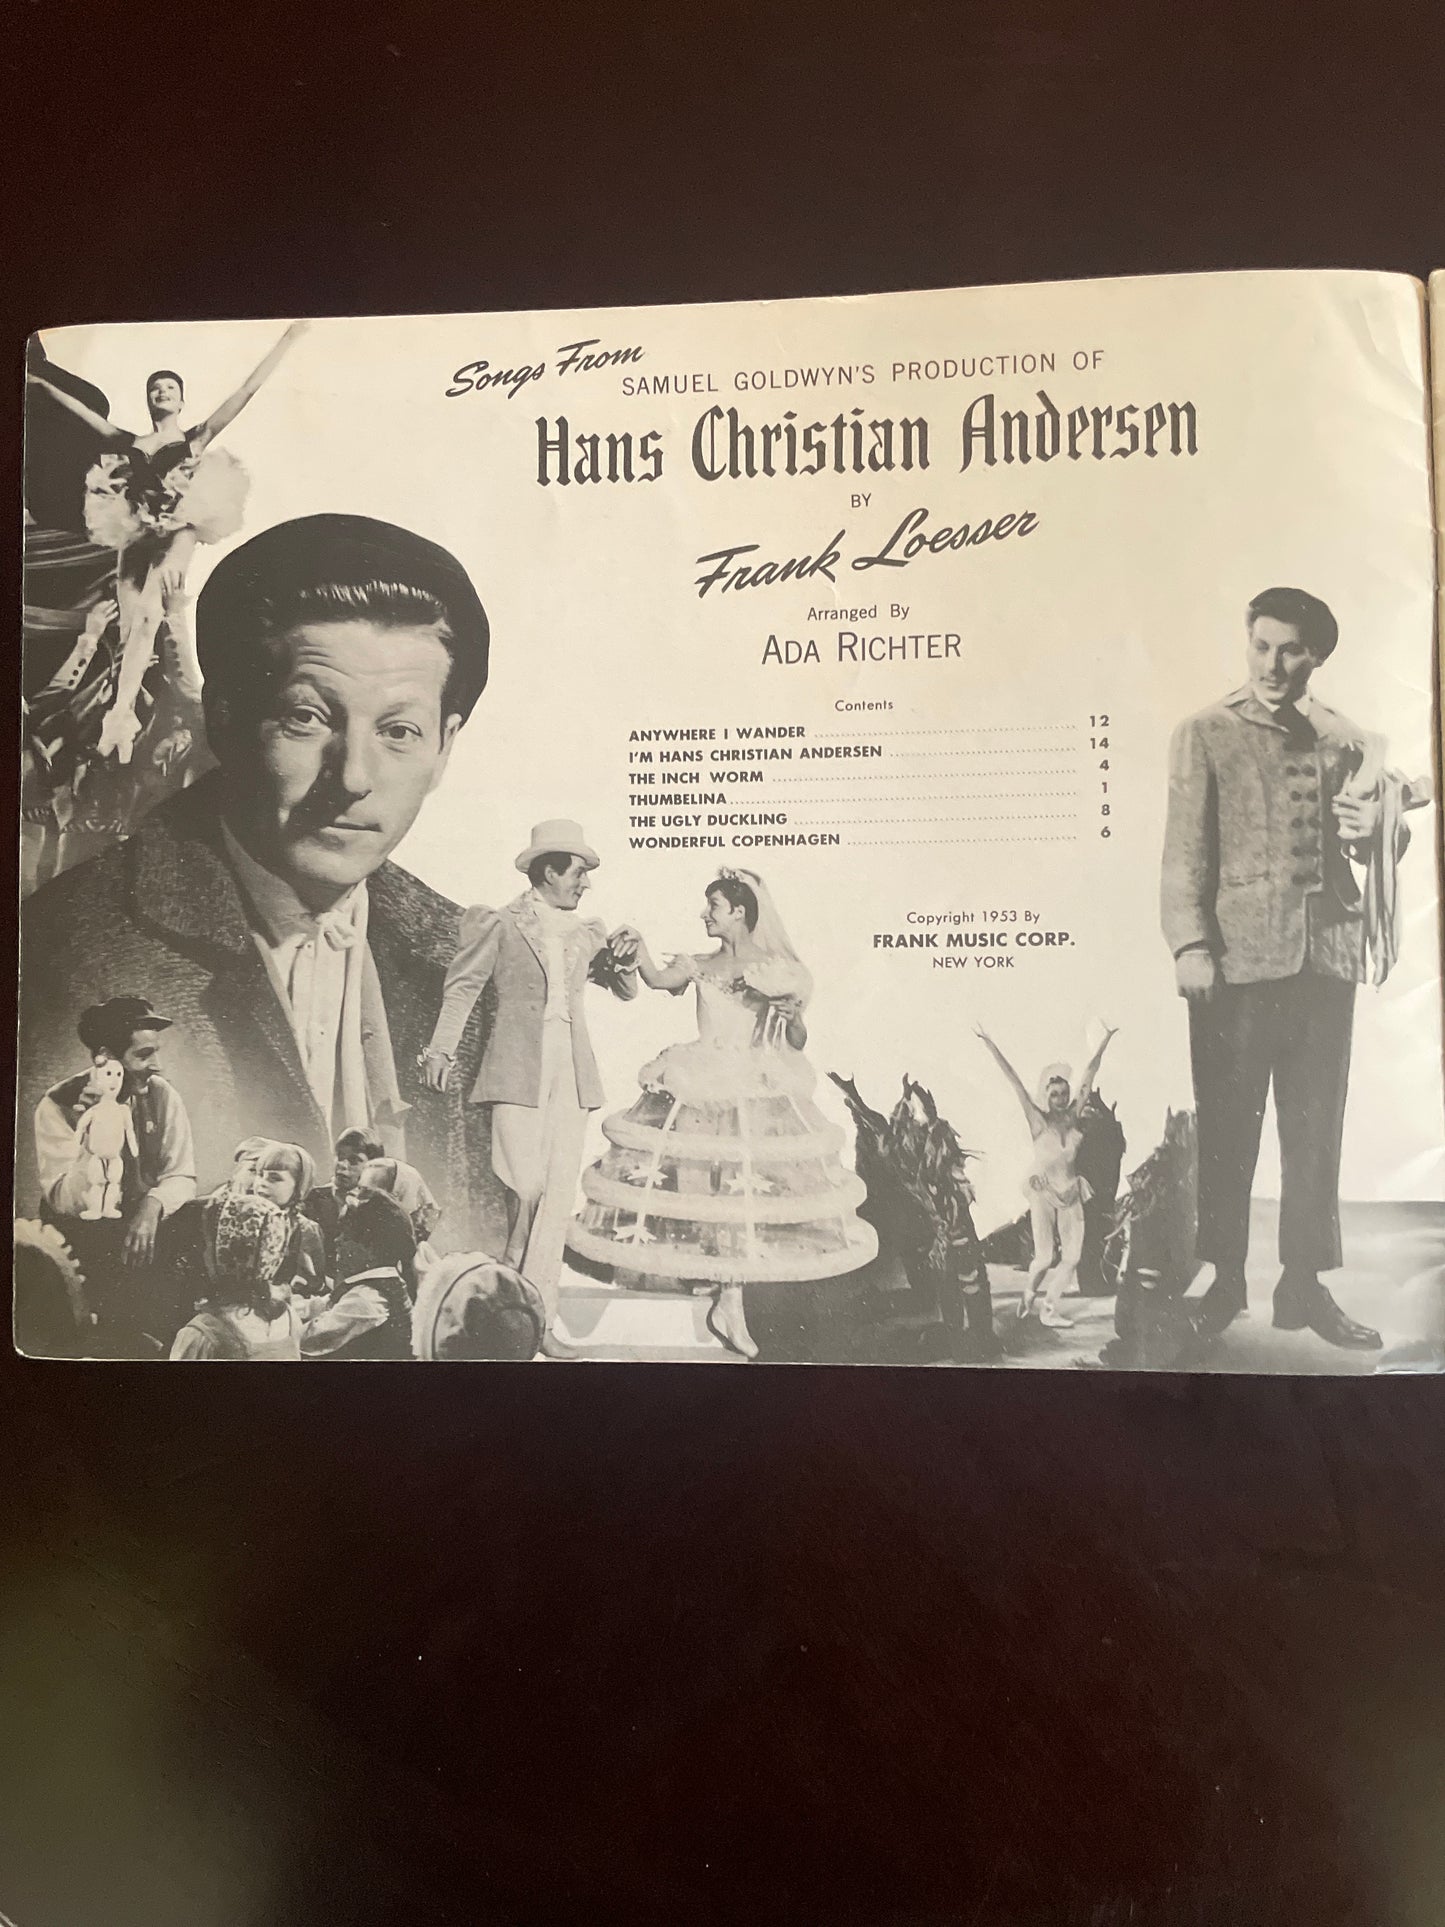 Songs From
SAMUEL GOLDWYN'S PRODUCTION OF
Hans Christian Andersen
BY
Frank Loesser
Arranged By
ADA RICHTER
Contents
ANYWHERE I WANDER 12
I'M HANS CHRISTIAN ANDERSEN 14
THE INCH WORM 4
THUMBELINA 1
THE UGLY DUCKLING 8
WONDERFUL COPENHAGEN 6
Copyright 1953 By
FRANK MUSIC CORP.
NEW YORK